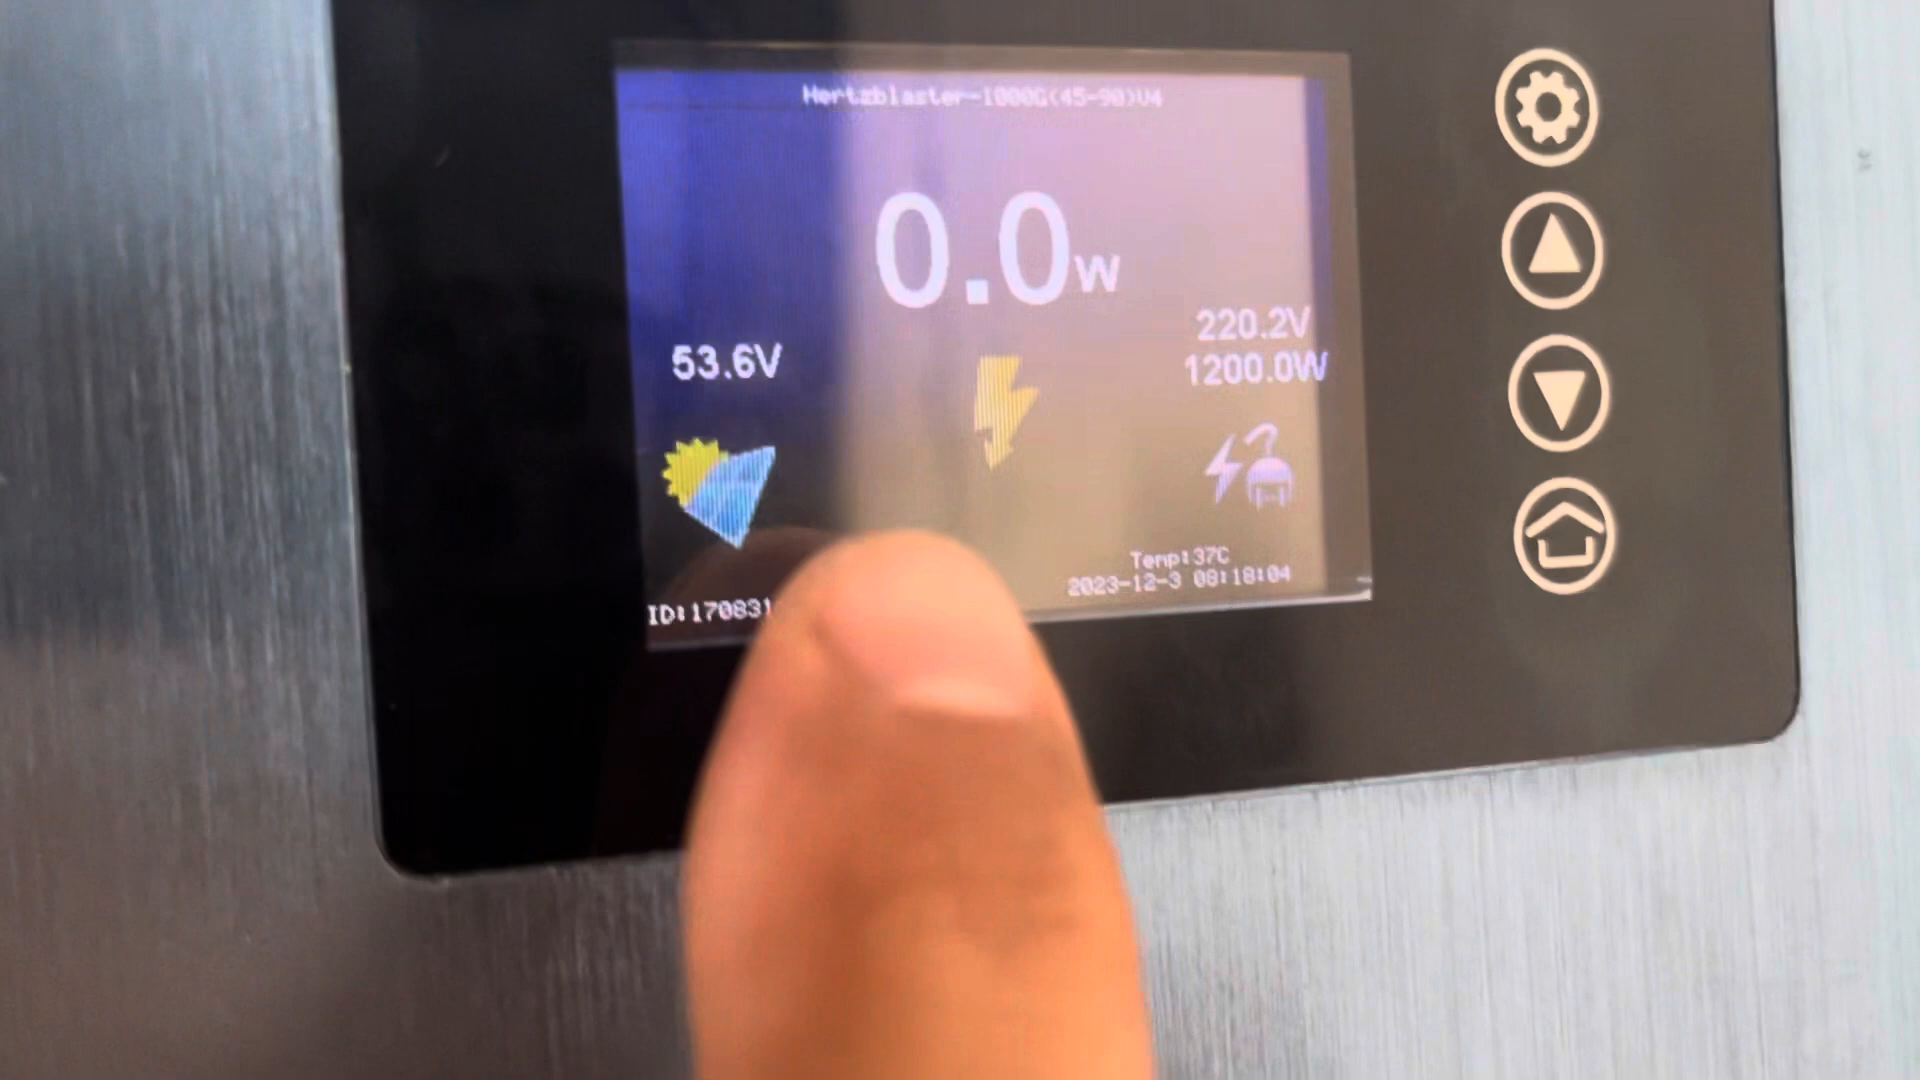 Hertzblaster-1000G(45-90)V4
0.0W
53.6V
220.2V
1200.0W
Temp:37C
2023-12-3 08:18:04
ID:170831